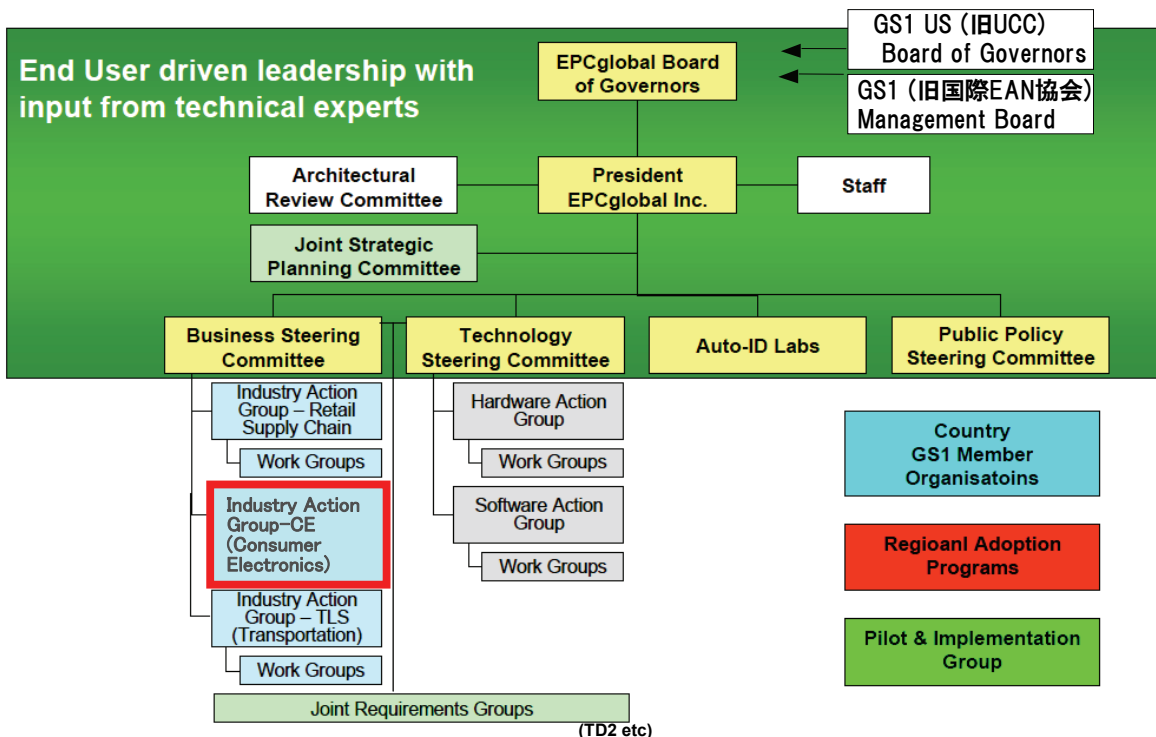 End User driven leadership with
input from technical experts
EPCglobal Board
of Governors
GS1 US (旧UCC)
Board of Governors
GS1 (旧国際EAN協会)
Management Board
Architectural
Review Committee
President
EPCglobal Inc.
Staff
Joint Strategic
Planning Committee
Business Steering
Committee
Technology
Steering Committee
Auto-ID Labs
Public Policy
Steering Committee
Industry Action
Group – Retail
Supply Chain
Work Groups
Industry Action
Group-CE
(Consumer
Electronics)
Industry Action
Group – TLS
(Transportation)
Work Groups
Hardware Action
Group
Work Groups
Software Action
Group
Work Groups
Joint Requirements Groups
(TD2 etc)
Country
GS1 Member
Organisatoins
Regioanl Adoption
Programs
Pilot & Implementation
Group